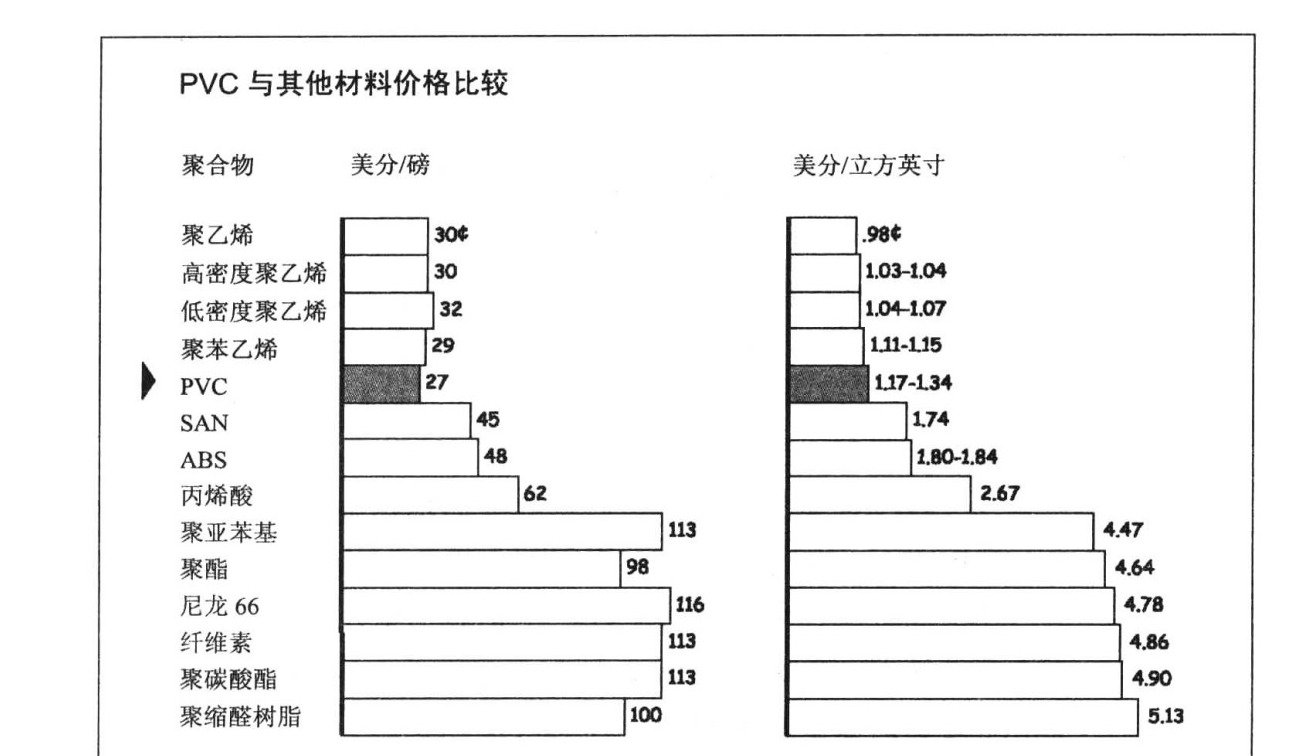 PVC 与其他材料价格比较
聚合物 美分/磅 美分/立方英寸
聚乙烯 30¢ .98¢
高密度聚乙烯 30 1.03-1.04
低密度聚乙烯 32 1.04-1.07
聚苯乙烯 29 1.11-1.15
PVC 27 1.17-1.34
SAN 45 1.74
ABS 48 1.80-1.84
丙烯酸 62 2.67
聚亚苯基 113 4.47
聚酯 98 4.64
尼龙 66 116 4.78
纤维素 113 4.86
聚碳酸酯 113 4.90
聚缩醛树脂 100 5.13